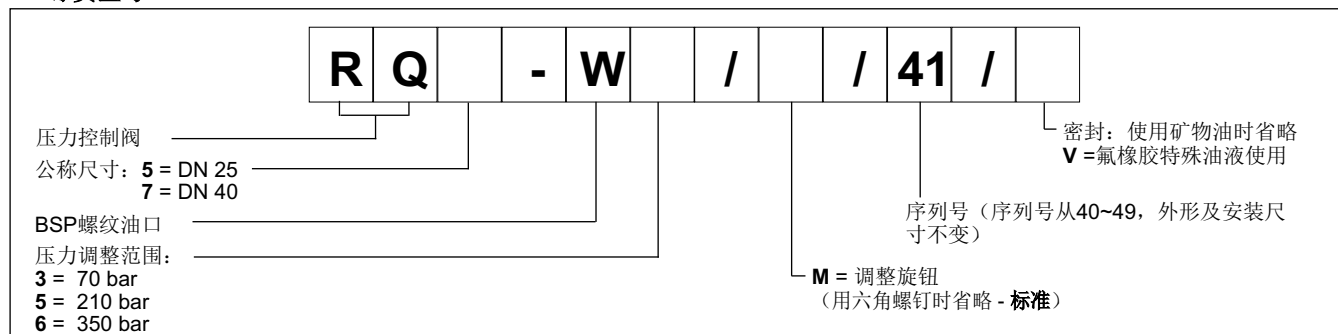 R Q - W / / 41 /
压力控制阀
公称尺寸：5 = DN 25
7 = DN 40
BSP螺纹油口
压力调整范围：
3 = 70 bar
5 = 210 bar
6 = 350 bar
M = 调整旋钮
（用六角螺钉时省略 - 标准）
序列号（序列号从40~49，外形及安装尺
寸不变）
密封：使用矿物油时省略
V =氟橡胶特殊油液使用